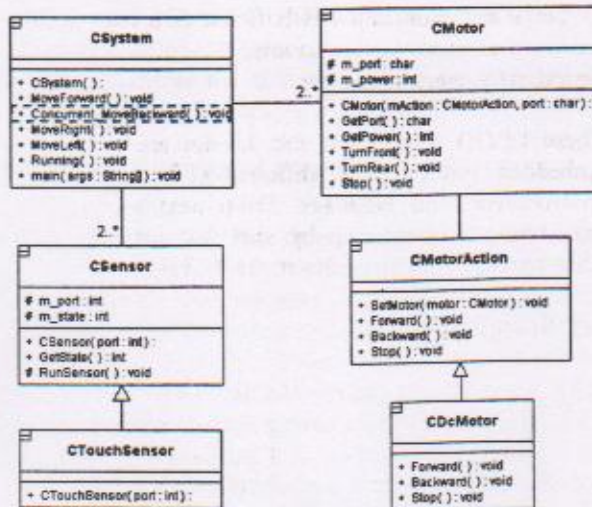 CSystem
+ CSystem( ) :
+ MoveForward( ) : void
+ Concurrent_MoveBackward( ) : void
+ MoveRight( ) : void
+ MoveLeft( ) : void
+ Running( ) : void
+ main(args : String[]) : void
2..*
2..*
CMotor
# m_port : char
# m_power : int
+ CMotor(mAction : CMotorAction, port : char) :
+ GetPort( ) : char
+ GetPower( ) : int
+ TurnFront( ) : void
+ TurnRear( ) : void
+ Stop( ) : void
CSensor
# m_port : int
# m_state : int
+ CSensor(port : int) :
+ GetState( ) : int
# RunSensor( ) : void
CMotorAction
+ SetMotor(motor : CMotor) : void
+ Forward( ) : void
+ Backward( ) : void
+ Stop( ) : void
CTouchSensor
+ CTouchSensor(port : int) :
CDcMotor
+ Forward( ) : void
+ Backward( ) : void
+ Stop( ) : void